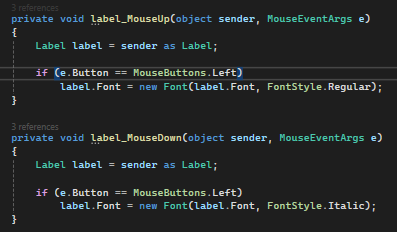 3 references
private void label_MouseUp(object sender, MouseEventArgs e)
{
    Label label = sender as Label;

    if (e.Button == MouseButtons.Left)
        label.Font = new Font(label.Font, FontStyle.Regular);
}

3 references
private void label_MouseDown(object sender, MouseEventArgs e)
{
    Label label = sender as Label;

    if (e.Button == MouseButtons.Left)
        label.Font = new Font(label.Font, FontStyle.Italic);
}